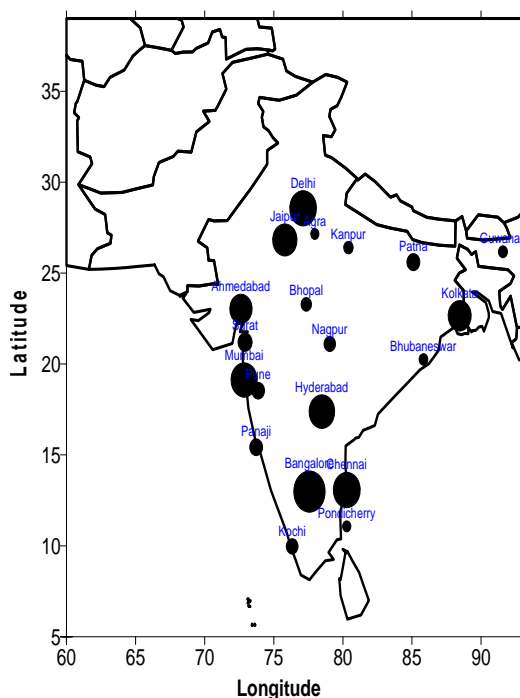 35
Delhi
30
Jaipur
Agra
Kanpur
Patna
Guwaha
25
Ahmedabad
Bhopal
Kolkata
Surat
Nagpur
Bhubaneswar
20
Mumbai
Pune
Hyderabad
Panaji
15
Bangalore
Chennai
Pondicherry
Kochi
10
5
60
65
70
75
80
85
90
Latitude
Longitude